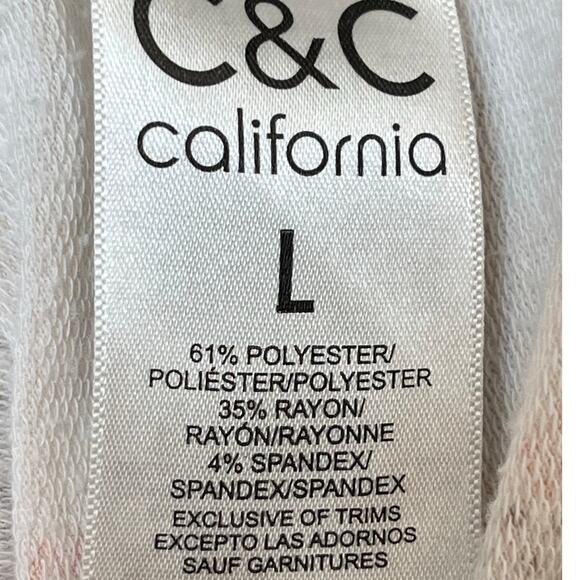 C&C
california
L
61% POLYESTER/
POLIÉSTER/POLYESTER
35% RAYON/
RAYÓN/RAYONNE
4% SPANDEX/
SPANDEX/SPANDEX
EXCLUSIVE OF TRIMS
EXCEPTO LAS ADORNOS
SAUF GARNITURES